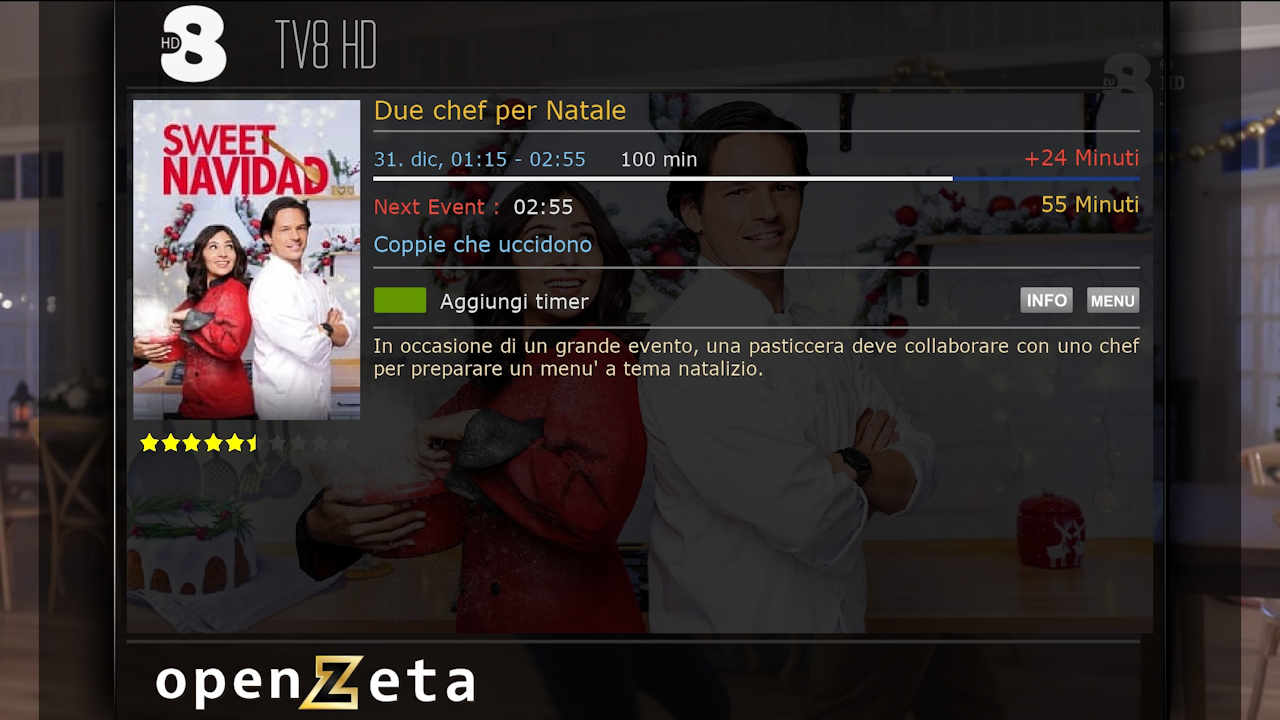 HD 8
TV8 HD
SWEET
NAVIDAD
Due chef per Natale
31. dic, 01:15 - 02:55 100 min +24 Minuti
Next Event : 02:55 55 Minuti
Coppie che uccidono
Aggiungi timer INFO MENU
In occasione di un grande evento, una pasticcera deve collaborare con uno chef
per preparare un menu' a tema natalizio.
openZeta